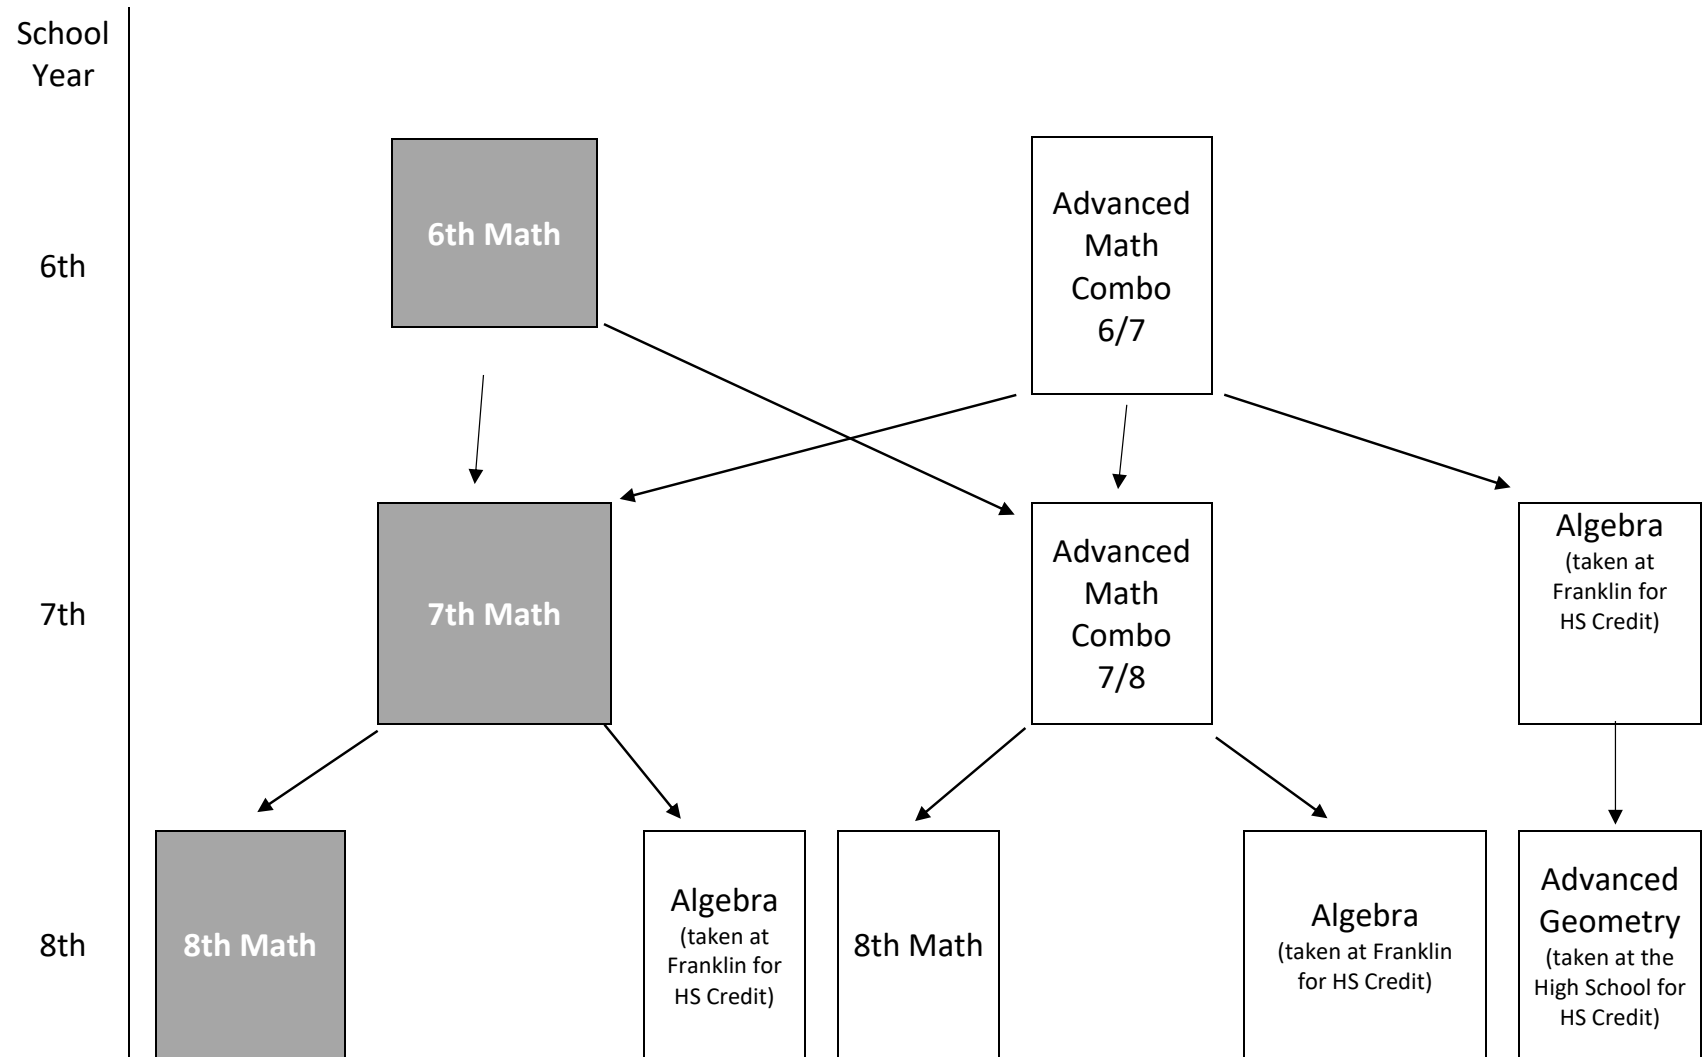 School
Year
6th
6th Math
Advanced
Math
Combo
6/7
7th
7th Math
Advanced
Math
Combo
7/8
Algebra
(taken at
Franklin for
HS Credit)
8th
8th Math
Algebra
(taken at
Franklin for
HS Credit)
8th Math
Algebra
(taken at Franklin
for HS Credit)
Advanced
Geometry
(taken at the
High School for
HS Credit)